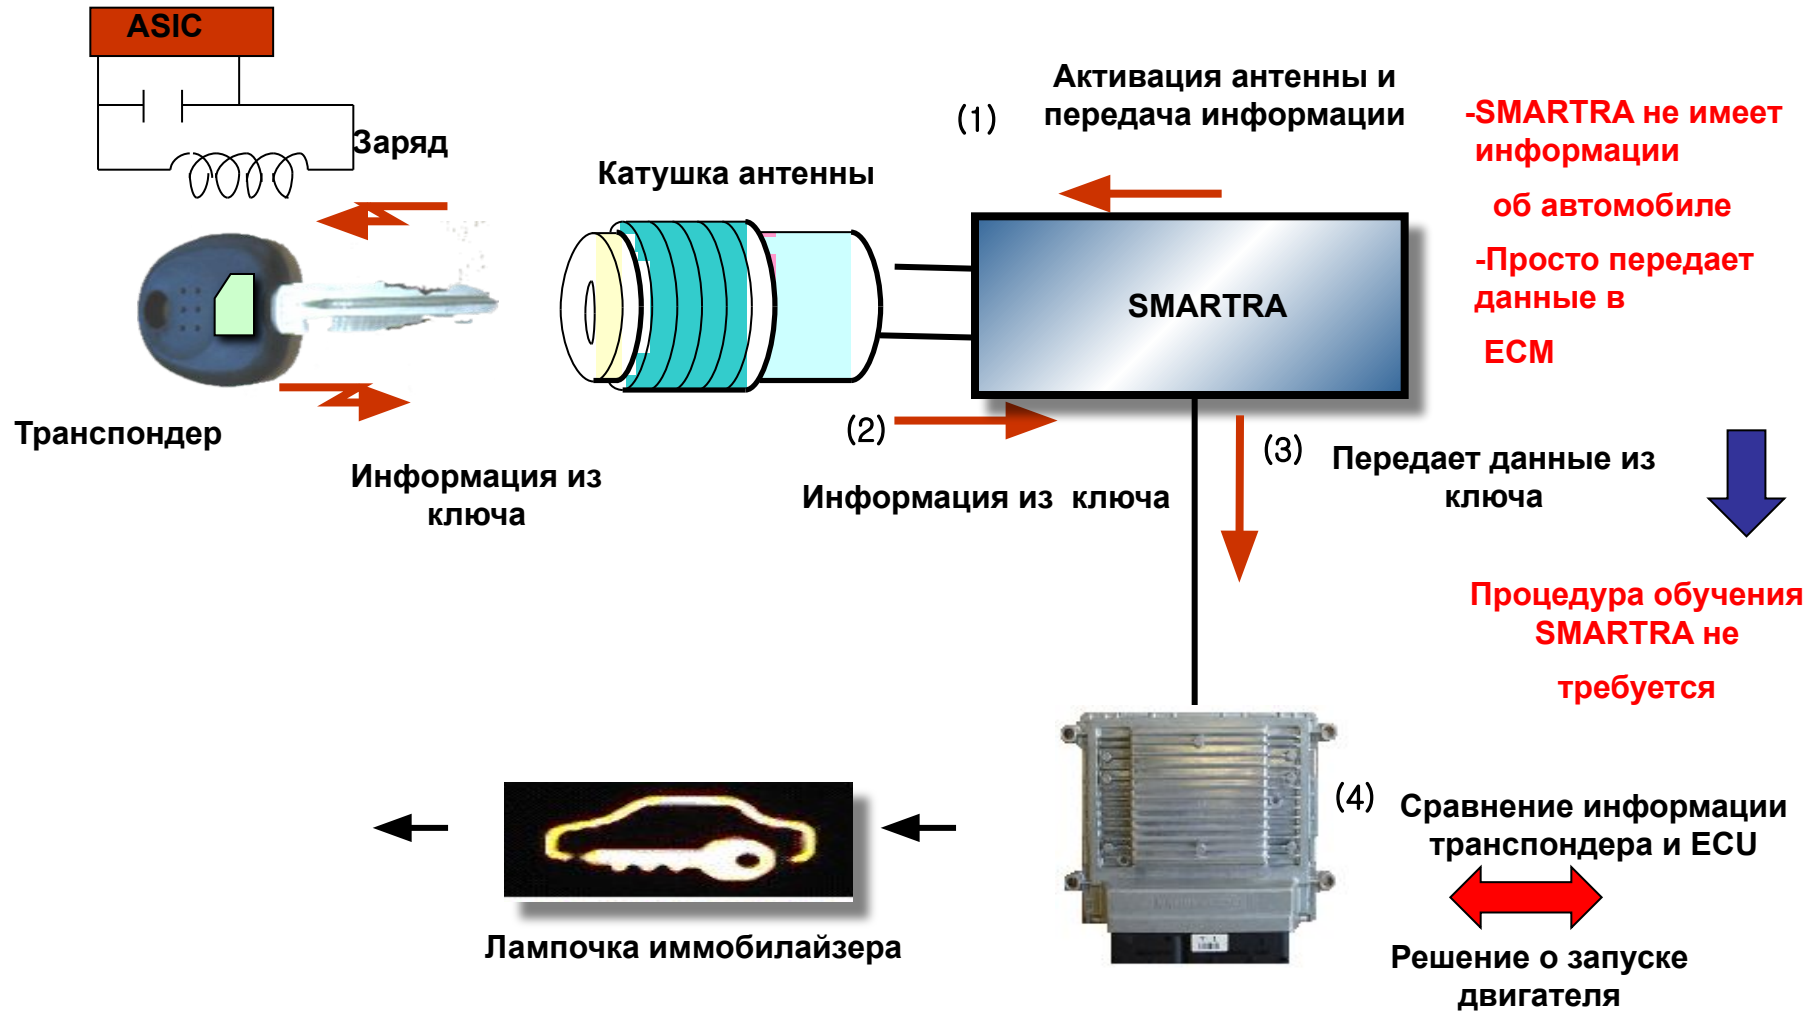 ASIC
Заряд
Катушка антенны
(1)
Активация антенны и
передача информации
-SMARTRA не имеет
информации
об автомобиле
-Просто передает
данные в
ECM
SMARTRA
Транспондер
Информация из
ключа
(2)
Информация из ключа
(3)
Передает данные из
ключа
Процедура обучения
SMARTRA не
требуется
(4)
Сравнение информации
транспондера и ECU
Решение о запуске
двигателя
Лампочка иммобилайзера